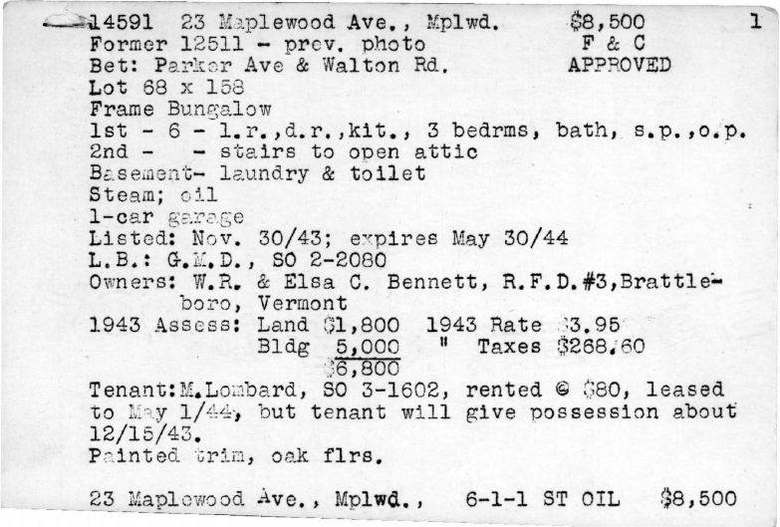 14591 23 Maplewood Ave., Mplwd. $8,500 1
Former 12511 - prev. photo F & C
Bet: Parker Ave & Walton Rd. APPROVED
Lot 68 x 158
Frame Bungalow
1st - 6 - l.r.,d.r.,kit., 3 bedrms, bath, s.p.,o.p.
2nd - - stairs to open attic
Basement- laundry & toilet
Steam; oil
1-car garage
Listed: Nov. 30/43; expires May 30/44
L.B.: G.M.D., SO 2-2080
Owners: W.R. & Elsa C. Bennett, R.F.D.#3,Brattle-
boro, Vermont
1943 Assess: Land $1,800 1943 Rate $3.95
Bldg 5,000 " Taxes $268.60
$6,800
Tenant:M.Lombard, SO 3-1602, rented @ $80, leased
to May 1/44, but tenant will give possession about
12/15/43.
Painted trim, oak flrs.
23 Maplewood Ave., Mplwd., 6-1-1 ST OIL $8,500